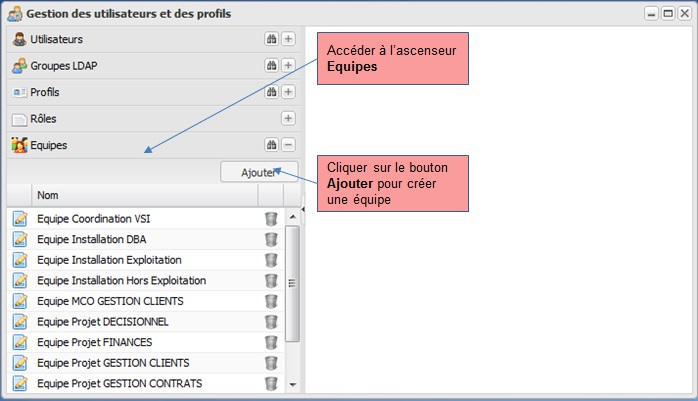 Gestion des utilisateurs et des profils
Utilisateurs
Groupes LDAP
Profils
Rôles
Equipes
Ajouter
Nom
Equipe Coordination VSI
Equipe Installation DBA
Equipe Installation Exploitation
Equipe Installation Hors Exploitation
Equipe MCO GESTION CLIENTS
Equipe Projet DECISIONNEL
Equipe Projet FINANCES
Equipe Projet GESTION CLIENTS
Equipe Projet GESTION CONTRATS
Accéder à l'ascenseur
Equipes
Cliquer sur le bouton
Ajouter pour créer
une équipe